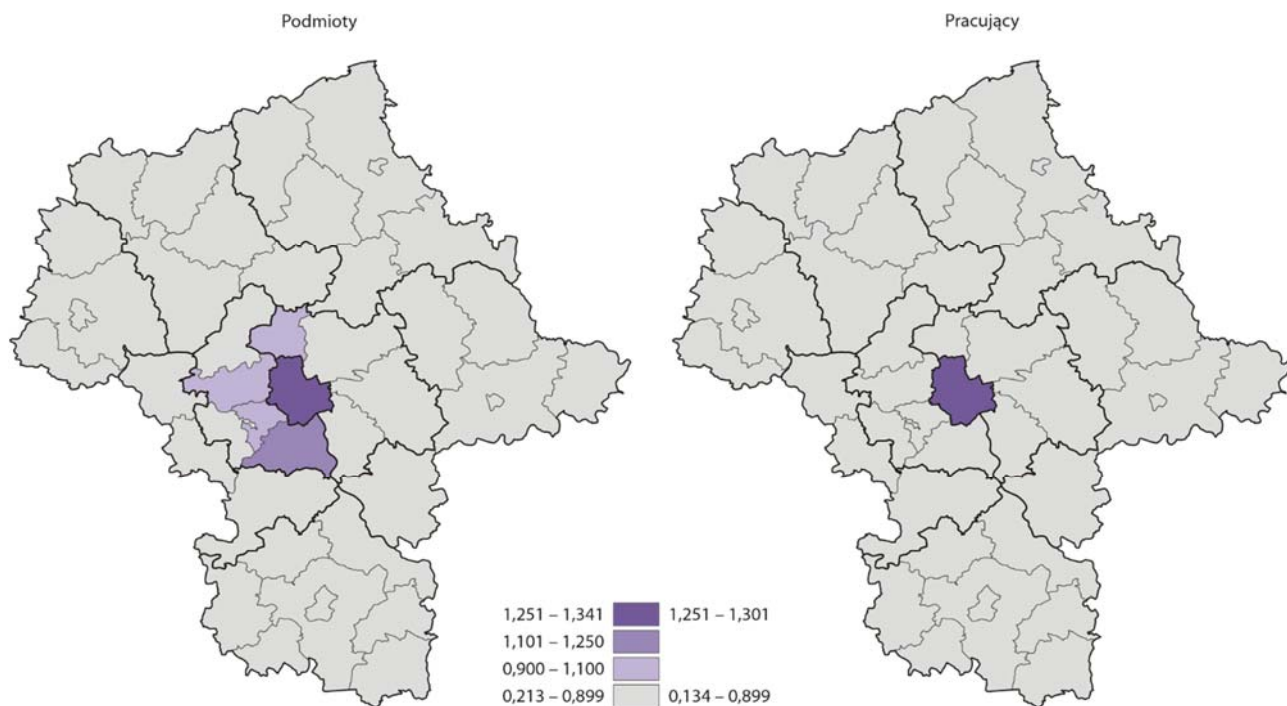 Podmioty
Pracujący
1,251 – 1,341 1,251 – 1,301
1,101 – 1,250
0,900 – 1,100
0,213 – 0,899 0,134 – 0,899